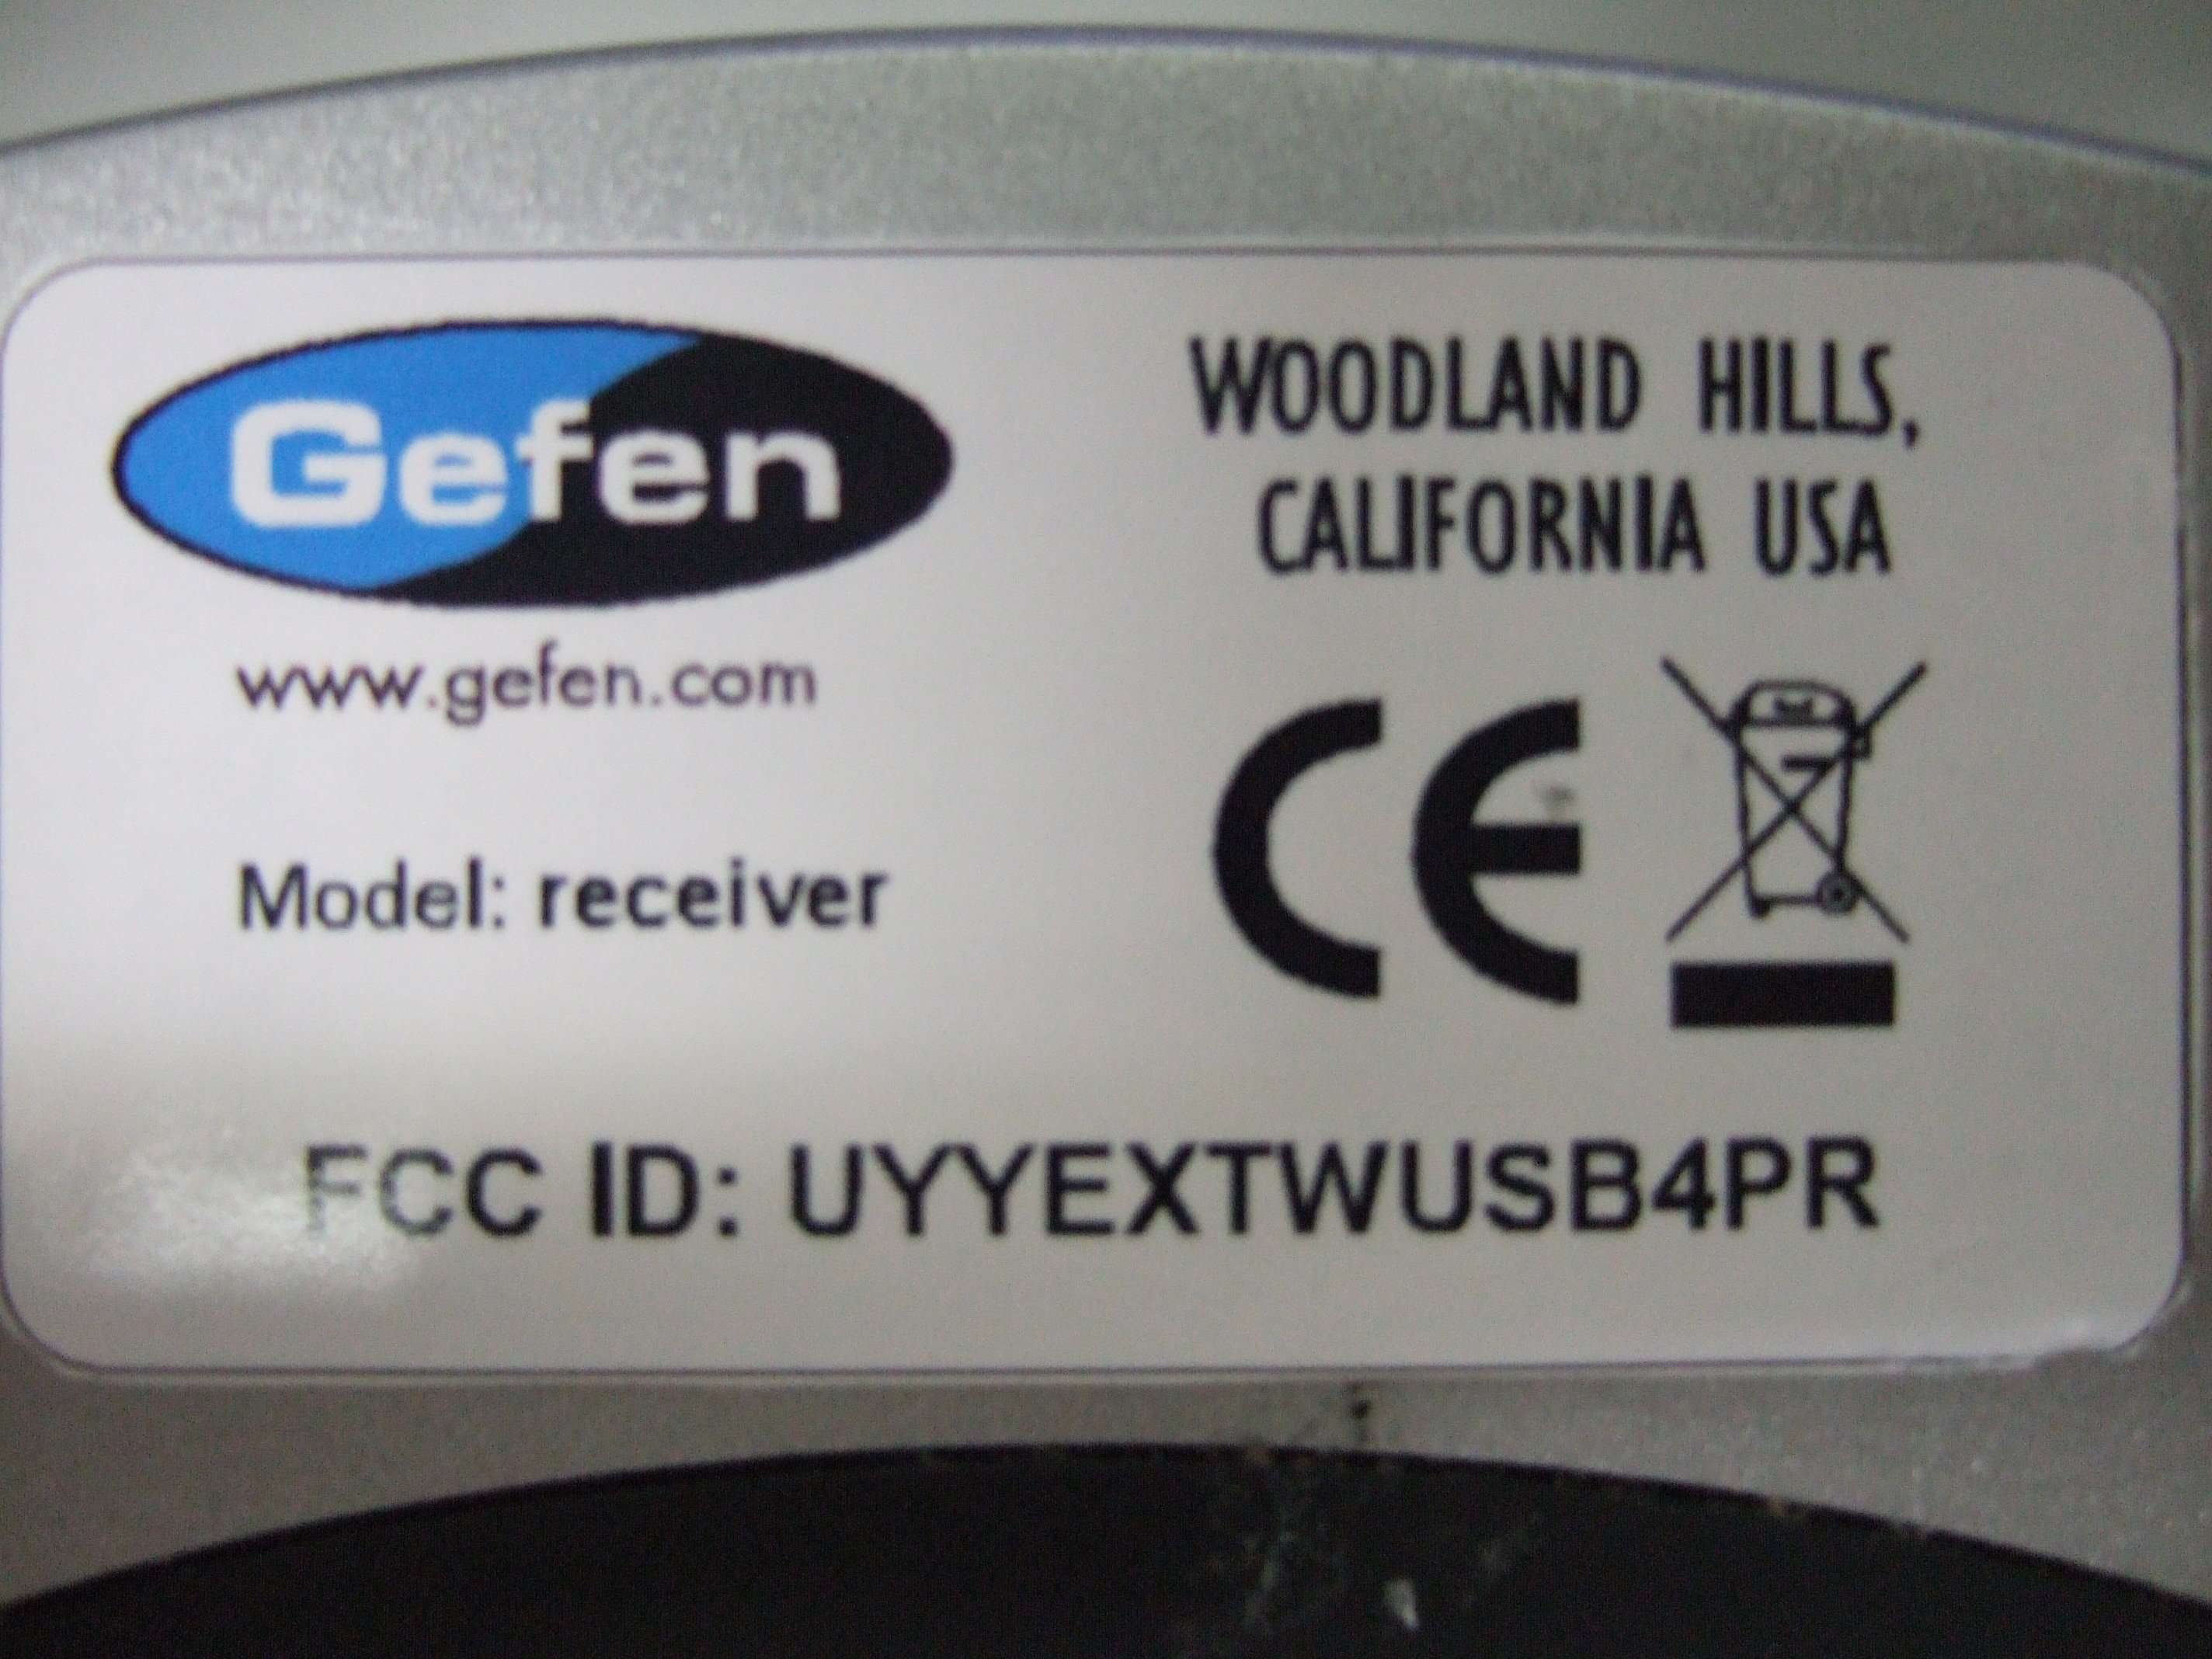 Gefen
www.gefen.com
WOODLAND HILLS,
CALIFORNIA USA
Model: receiver
CE
FCC ID: UYYEXTWUSB4PR